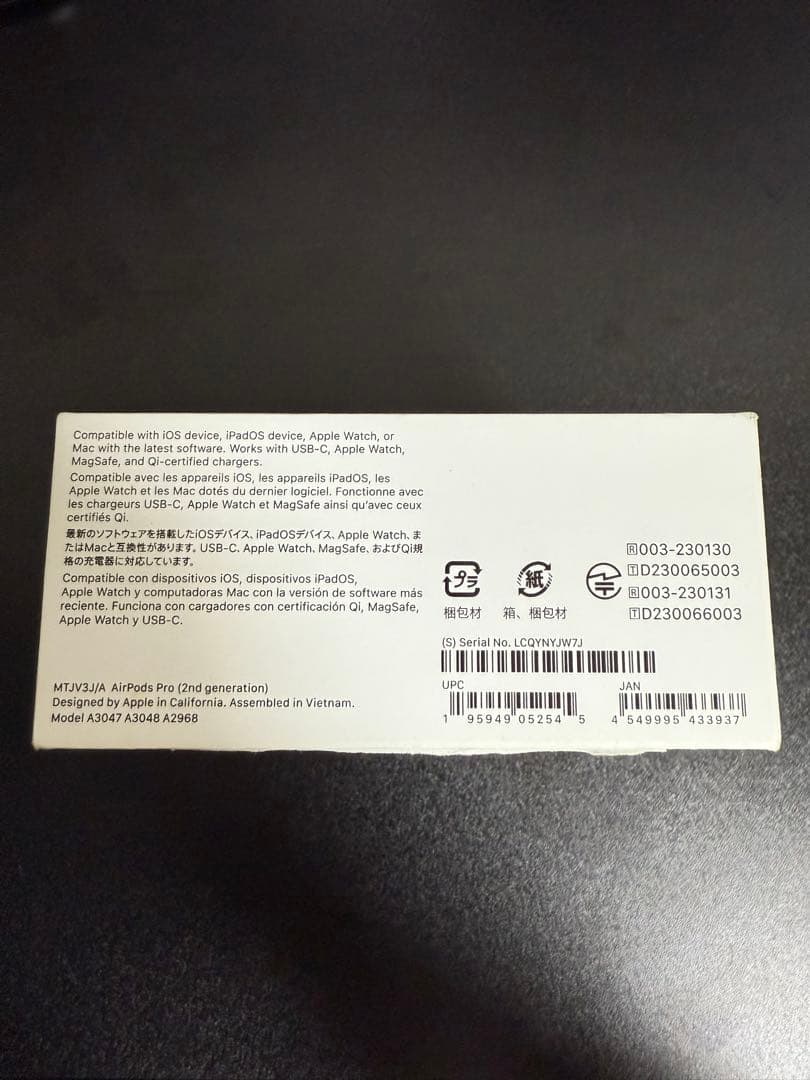 Compatible with iOS device, iPadOS device, Apple Watch, or
Mac with the latest software. Works with USB-C, Apple Watch,
MagSafe, and Qi-certified chargers.
Compatible avec les appareils iOS, les appareils iPadOS, les
Apple Watch et les Mac dotés du dernier logiciel. Fonctionne avec
les chargeurs USB-C, Apple Watch et MagSafe ainsi qu'avec ceux
certifiés Qi.
最新のソフトウェアを搭載したiOSデバイス、iPadOSデバイス、Apple Watch、ま
たはMacと互換性があります。USB-C、Apple Watch、MagSafe、およびQi規
格の充電器に対応しています。
Compatible con dispositivos iOS, dispositivos iPadOS,
Apple Watch y computadoras Mac con la versión de software más
reciente. Funciona con cargadores con certificación Qi, MagSafe,
Apple Watch y USB-C.
MTJV3J/A AirPods Pro (2nd generation)
Designed by Apple in California. Assembled in Vietnam.
Model A3047 A3048 A2968
プラ
梱包材
紙
箱、梱包材
R 003-230130
T D230065003
R 003-230131
T D230066003
(S) Serial No. LCQYNYJW7J
UPC
1 95949 05254 5
JAN
4 549995 433937